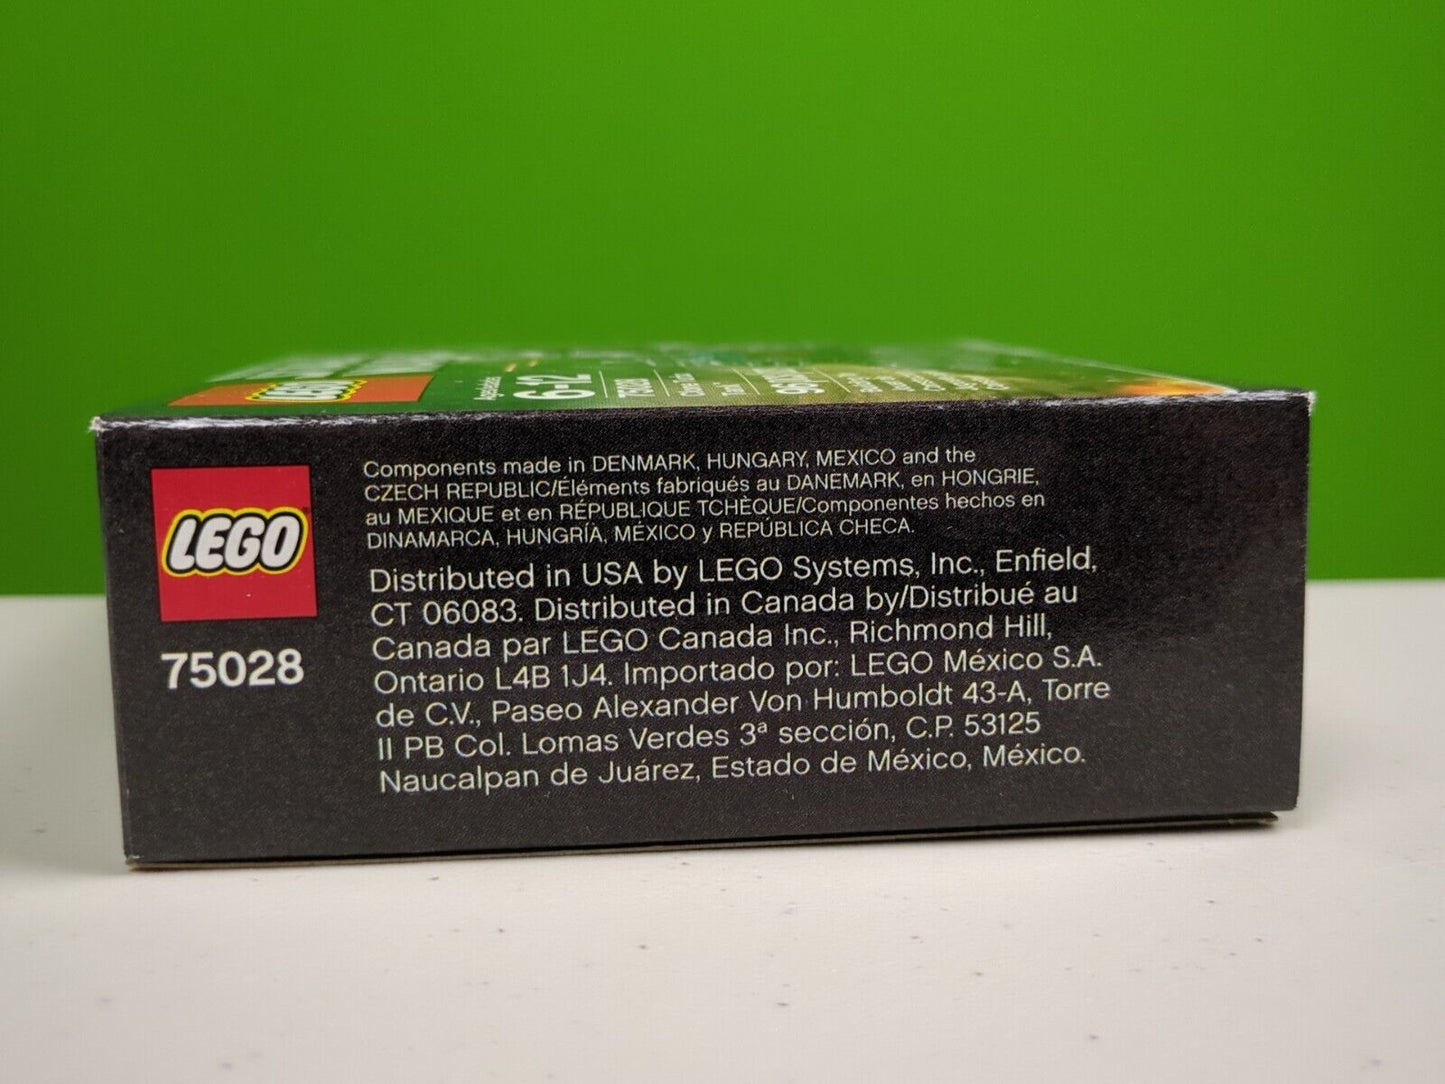 LEGO
Ages/edades
6-12
75028
LEGO
75028
Components made in DENMARK, HUNGARY, MEXICO and the
CZECH REPUBLIC/Éléments fabriqués au DANEMARK, en HONGRIE,
au MEXIQUE et en RÉPUBLIQUE TCHÈQUE/Componentes hechos en
DINAMARCA, HUNGRÍA, MÉXICO y REPÚBLICA CHECA.
Distributed in USA by LEGO Systems, Inc., Enfield,
CT 06083. Distributed in Canada by/Distribué au
Canada par LEGO Canada Inc., Richmond Hill,
Ontario L4B 1J4. Importado por: LEGO México S.A.
de C.V., Paseo Alexander Von Humboldt 43-A, Torre
II PB Col. Lomas Verdes 3ª sección, C.P. 53125
Naucalpan de Juárez, Estado de México, México.